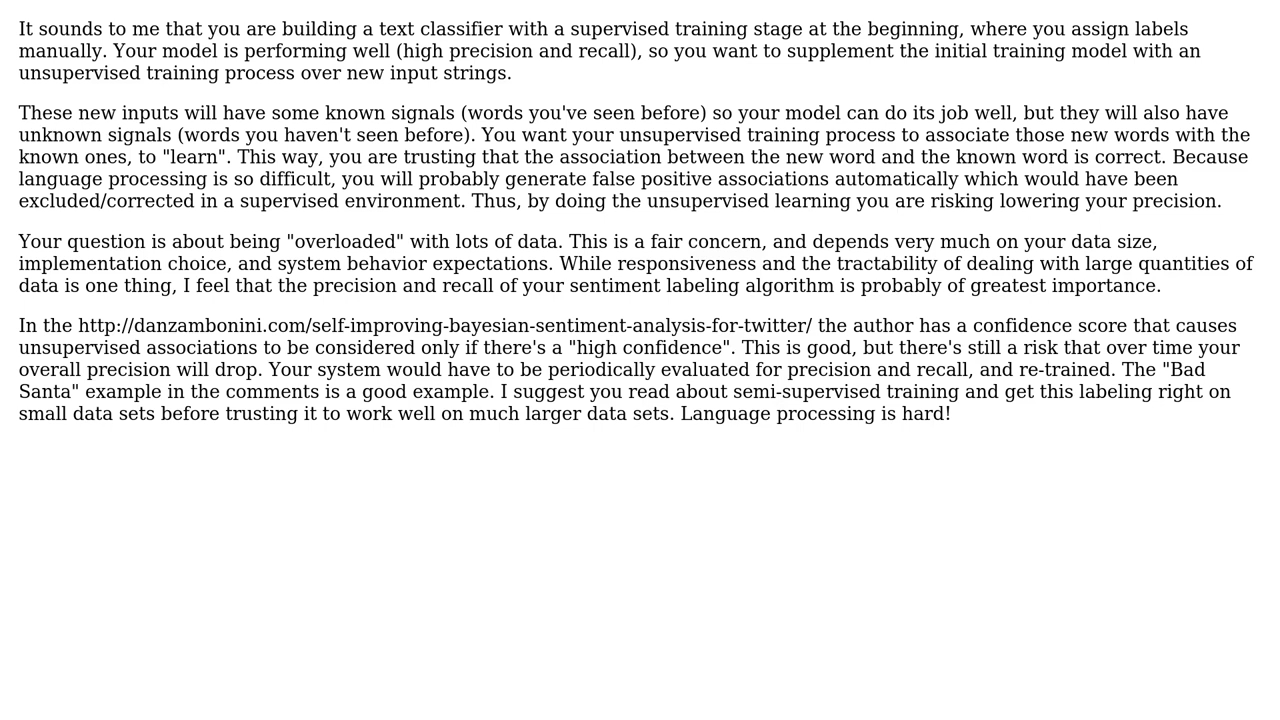 It sounds to me that you are building a text classifier with a supervised training stage at the beginning, where you assign labels
manually. Your model is performing well (high precision and recall), so you want to supplement the initial training model with an
unsupervised training process over new input strings.
These new inputs will have some known signals (words you've seen before) so your model can do its job well, but they will also have
unknown signals (words you haven't seen before). You want your unsupervised training process to associate those new words with the
known ones, to "learn". This way, you are trusting that the association between the new word and the known word is correct. Because
language processing is so difficult, you will probably generate false positive associations automatically which would have been
excluded/corrected in a supervised environment. Thus, by doing the unsupervised learning you are risking lowering your precision.
Your question is about being "overloaded" with lots of data. This is a fair concern, and depends very much on your data size,
implementation choice, and system behavior expectations. While responsiveness and the tractability of dealing with large quantities of
data is one thing, I feel that the precision and recall of your sentiment labeling algorithm is probably of greatest importance.
In the http://danzambonini.com/self-improving-bayesian-sentiment-analysis-for-twitter/ the author has a confidence score that causes
unsupervised associations to be considered only if there's a "high confidence". This is good, but there's still a risk that over time your
overall precision will drop. Your system would have to be periodically evaluated for precision and recall, and re-trained. The "Bad
Santa" example in the comments is a good example. I suggest you read about semi-supervised training and get this labeling right on
small data sets before trusting it to work well on much larger data sets. Language processing is hard!